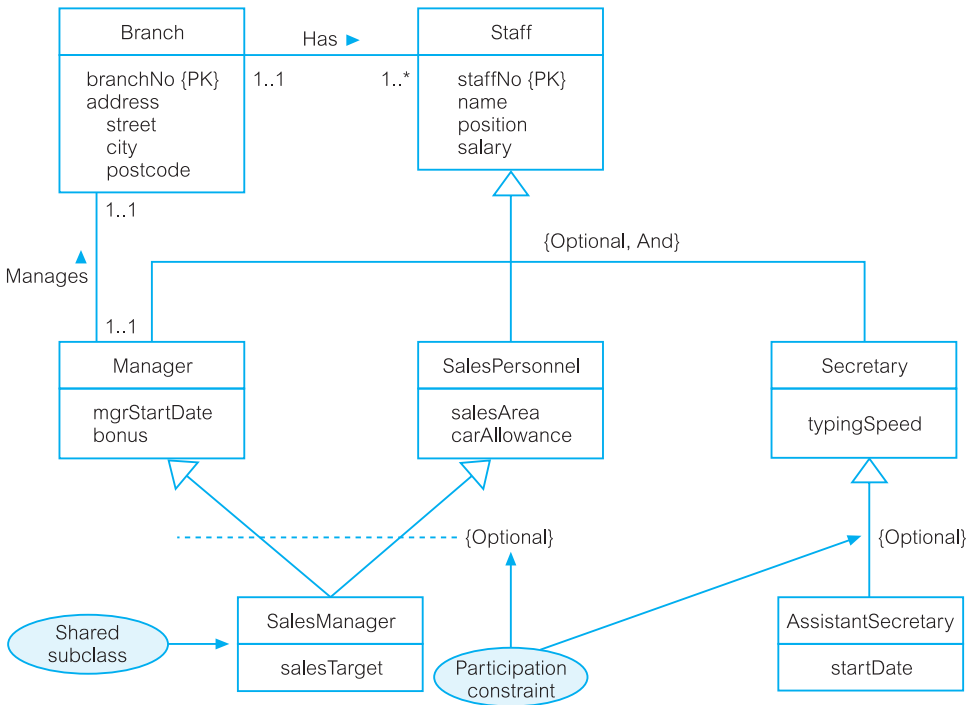 Branch
Has ►
Staff
branchNo {PK}
address
street
city
postcode
1..1
1..*
staffNo {PK}
name
position
salary
1..1
{Optional, And}
Manages
1..1
Manager
mgrStartDate
bonus
SalesPersonnel
salesArea
carAllowance
Secretary
typingSpeed
{Optional}
{Optional}
Shared
subclass
SalesManager
salesTarget
Participation
constraint
AssistantSecretary
startDate